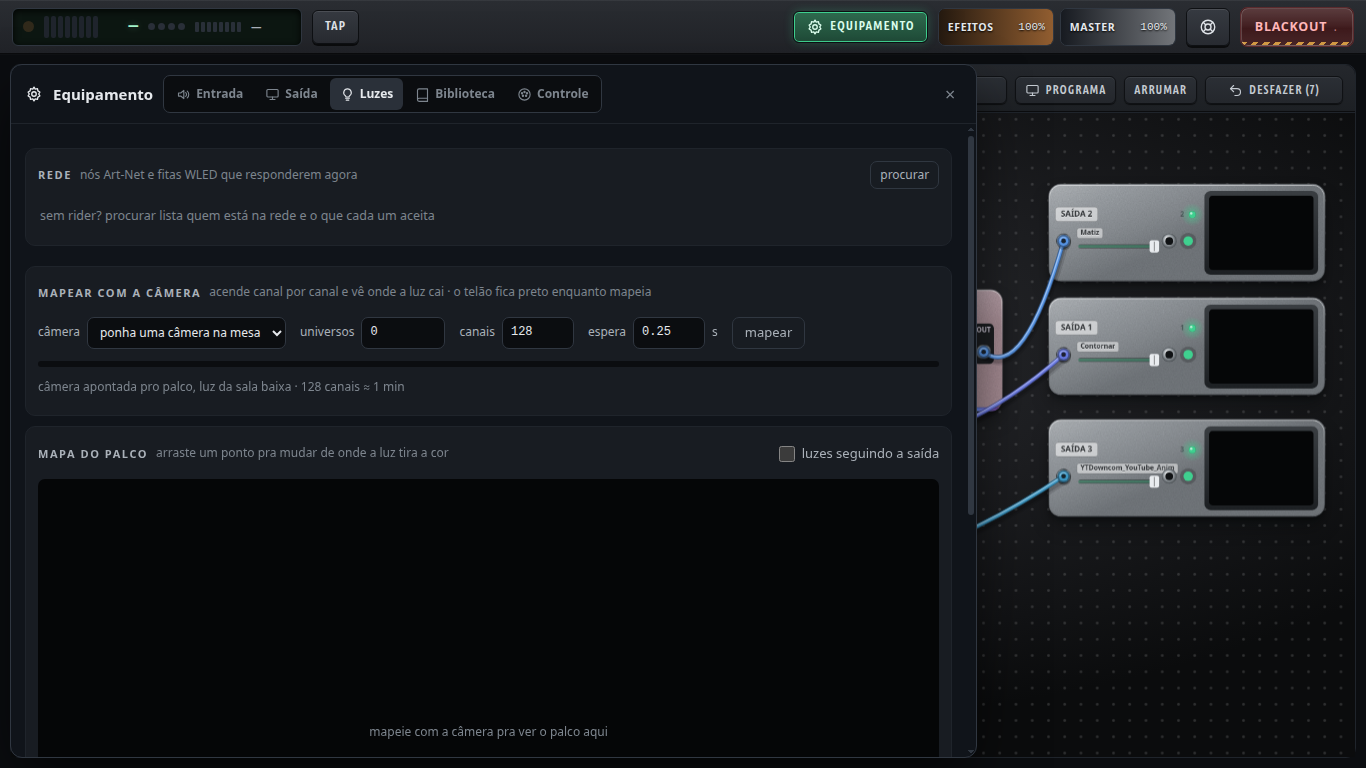 TAP
EQUIPAMENTO
EFEITOS 100%
MASTER 100%
BLACKOUT .
Equipamento
Entrada
Saída
Luzes
Biblioteca
Controle
×
PROGRAMA
ARRUMAR
DESFAZER (7)
REDE nós Art-Net e fitas WLED que responderem agora
procurar
sem rider? procurar lista quem está na rede e o que cada um aceita
MAPEAR COM A CÂMERA acende canal por canal e vê onde a luz cai · o telão fica preto enquanto mapeia
câmera ponha uma câmera na mesa universos 0 canais 128 espera 0.25 s mapear
câmera apontada pro palco, luz da sala baixa · 128 canais ≈ 1 min
MAPA DO PALCO arraste um ponto pra mudar de onde a luz tira a cor
luzes seguindo a saída
mapeie com a câmera pra ver o palco aqui
OUT
SAÍDA 2
2
Matiz
SAÍDA 1
1
Contornar
SAÍDA 3
3
YTDowncom_YouTube_Anim